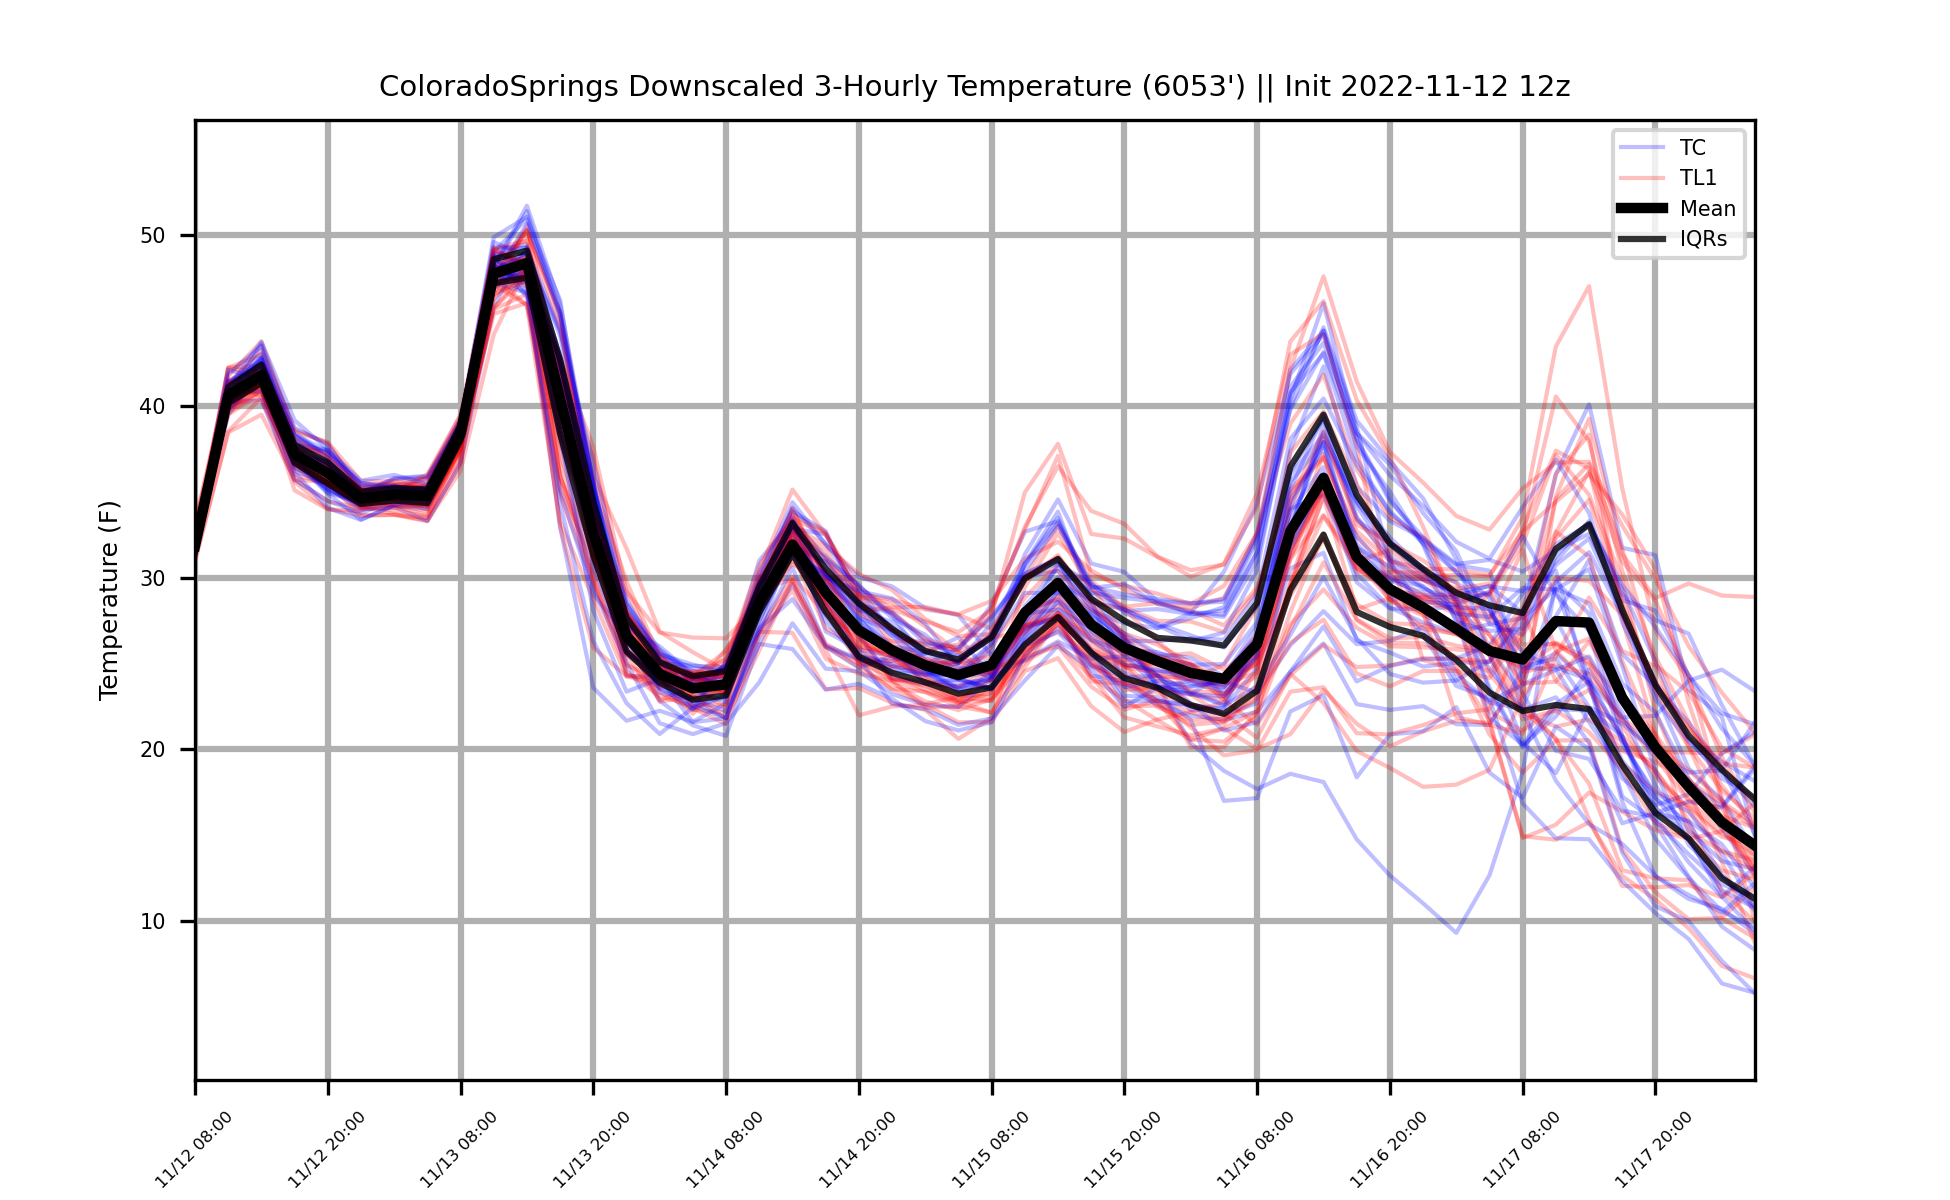 ColoradoSprings Downscaled 3-Hourly Temperature (6053') || Init 2022-11-12 12z
TC
TL1
Mean
IQRs
Temperature (F)
50
40
30
20
10
11/12 08:00
11/12 20:00
11/13 08:00
11/13 20:00
11/14 08:00
11/14 20:00
11/15 08:00
11/15 20:00
11/16 08:00
11/16 20:00
11/17 08:00
11/17 20:00